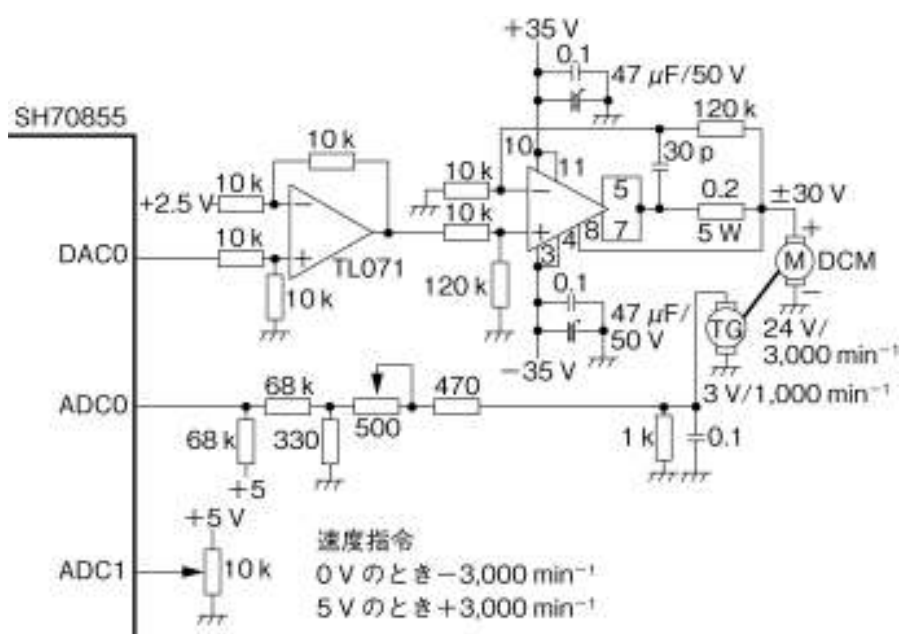 +35 V
0.1
47 μF/50 V
SH70855
10 k
120 k
10
11
30 p
10 k
+2.5 V
10 k
−
−
5
0.2
±30 V
DAC0
10 k
+
TL071
10 k
+
8
7
4
3
5 W
+
M
DCM
−
10 k
120 k
0.1
47 μF/
50 V
TG
24 V/
3,000 min⁻¹
−35 V
3 V/1,000 min⁻¹
ADC0
68 k
500
470
68 k
330
1 k
0.1
+5
+5 V
ADC1
10 k
速度指令
0 V のとき−3,000 min⁻¹
5 V のとき+3,000 min⁻¹